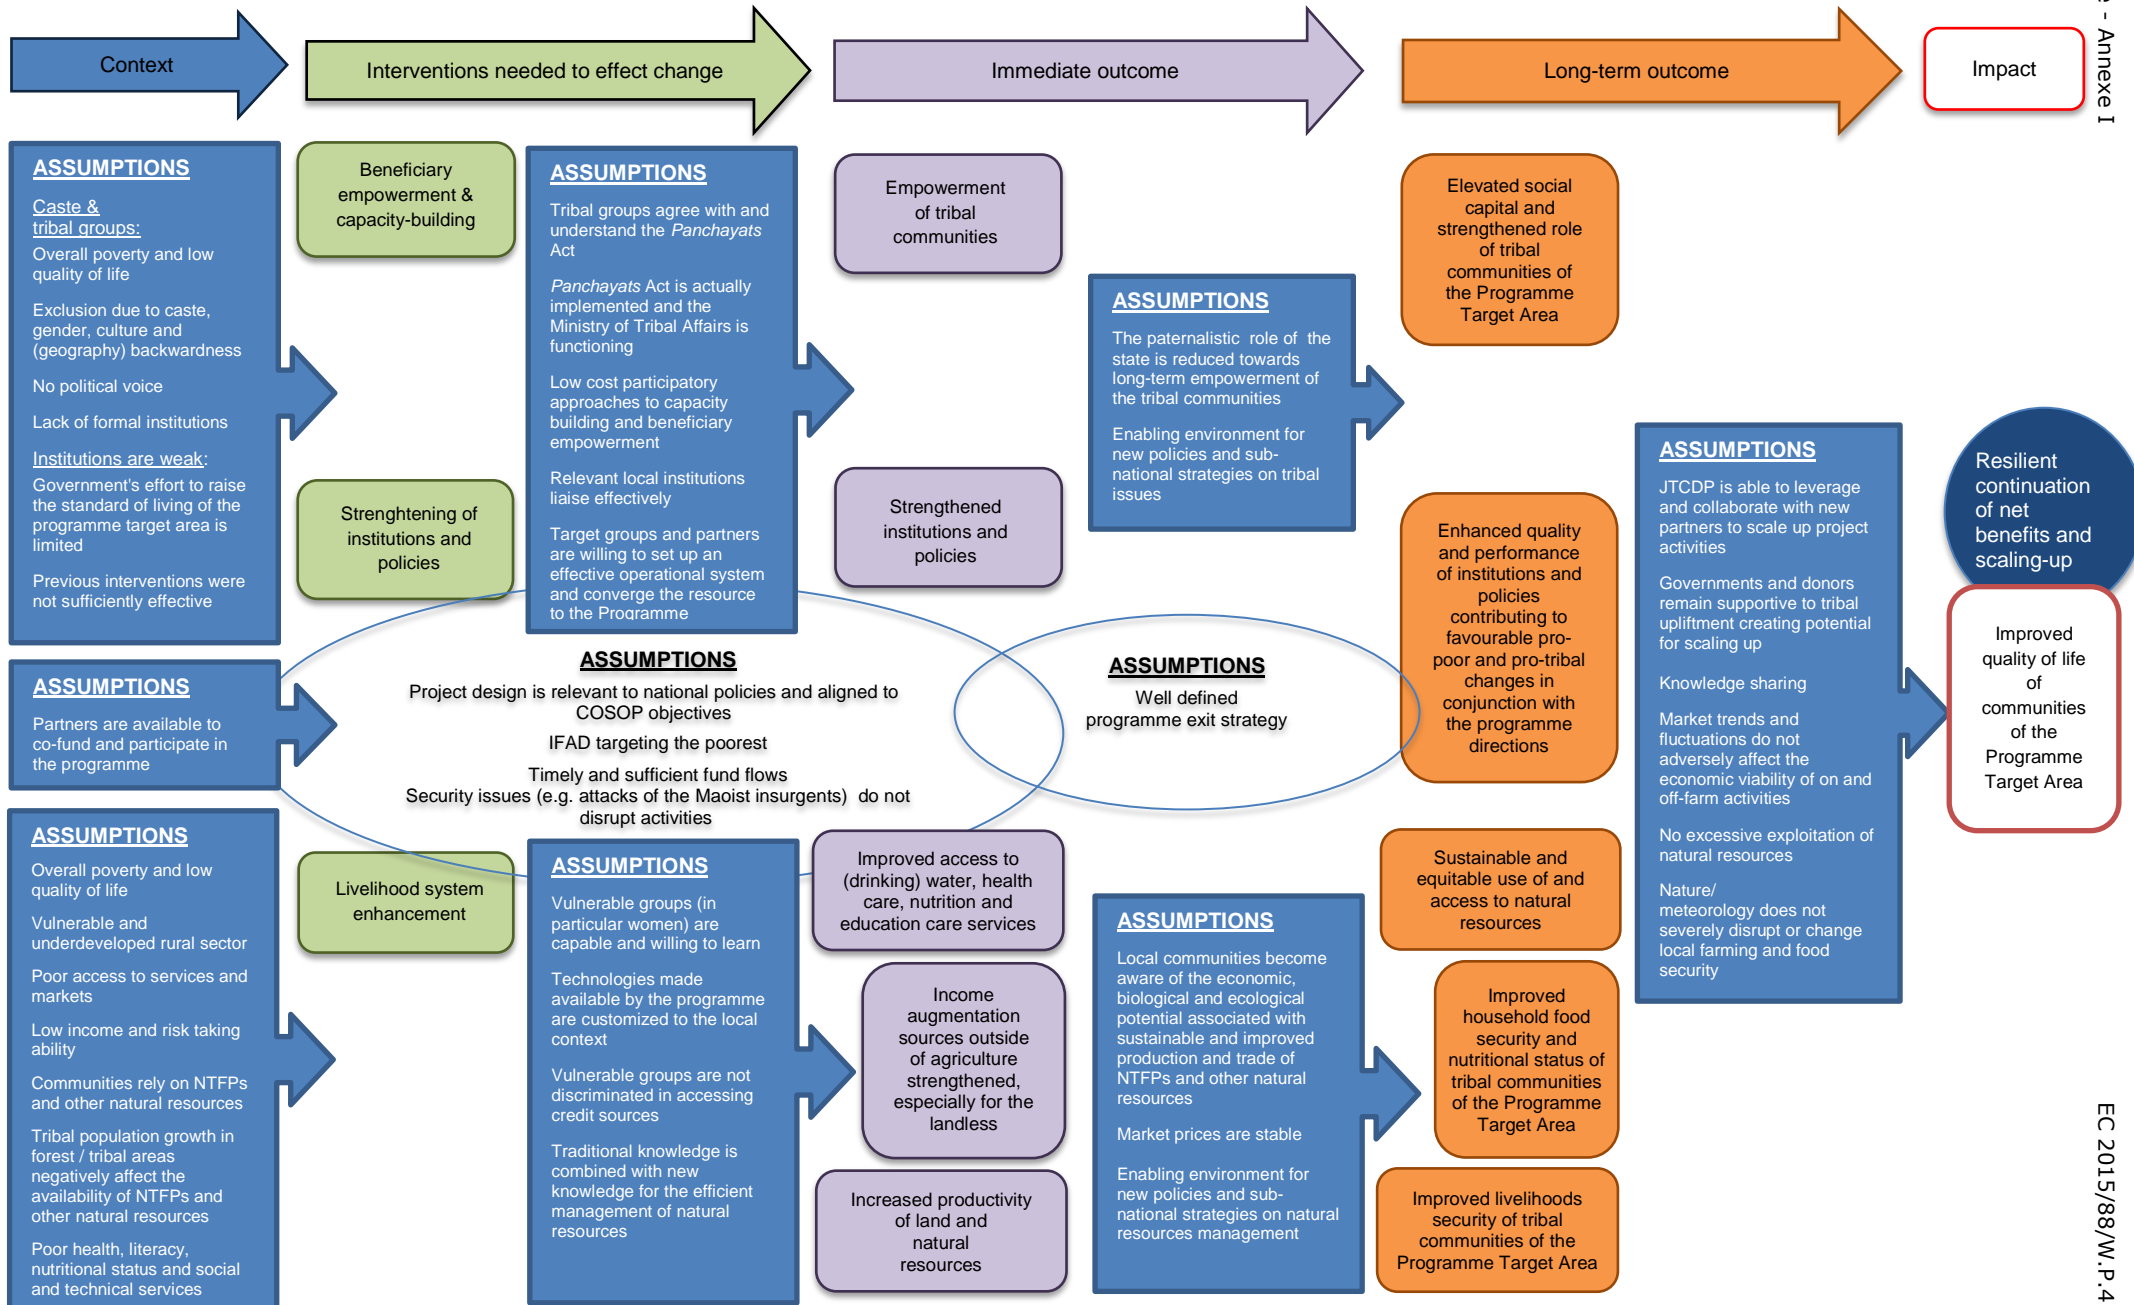 Context
Interventions needed to effect change
Immediate outcome
Long-term outcome
Impact
- Annexe I
ASSUMPTIONS
Caste &
tribal groups:
Overall poverty and low
quality of life
Exclusion due to caste,
gender, culture and
(geography) backwardness
No political voice
Lack of formal institutions
Institutions are weak:
Government's effort to raise
the standard of living of the
programme target area is
limited
Previous interventions were
not sufficiently effective
ASSUMPTIONS
Partners are available to
co-fund and participate in
the programme
ASSUMPTIONS
Overall poverty and low
quality of life
Vulnerable and
underdeveloped rural sector
Poor access to services and
markets
Low income and risk taking
ability
Communities rely on NTFPs
and other natural resources
Tribal population growth in
forest / tribal areas
negatively affect the
availability of NTFPs and
other natural resources
Poor health, literacy,
nutritional status and social
and technical services
Beneficiary
empowerment &
capacity-building
Strenghtening of
institutions and
policies
Livelihood system
enhancement
ASSUMPTIONS
Tribal groups agree with and
understand the Panchayats
Act
Panchayats Act is actually
implemented and the
Ministry of Tribal Affairs is
functioning
Low cost participatory
approaches to capacity
building and beneficiary
empowerment
Relevant local institutions
liaise effectively
Target groups and partners
are willing to set up an
effective operational system
and converge the resource
to the Programme
ASSUMPTIONS
Project design is relevant to national policies and aligned to
COSOP objectives
IFAD targeting the poorest
Timely and sufficient fund flows
Security issues (e.g. attacks of the Maoist insurgents) do not
disrupt activities
ASSUMPTIONS
Vulnerable groups (in
particular women) are
capable and willing to learn
Technologies made
available by the programme
are customized to the local
context
Vulnerable groups are not
discriminated in accessing
credit sources
Traditional knowledge is
combined with new
knowledge for the efficient
management of natural
resources
Empowerment
of tribal
communities
Strengthened
institutions and
policies
Improved access to
(drinking) water, health
care, nutrition and
education care services
Income
augmentation
sources outside
of agriculture
strengthened,
especially for the
landless
Increased productivity
of land and
natural
resources
ASSUMPTIONS
The paternalistic role of the
state is reduced towards
long-term empowerment of
the tribal communities
Enabling environment for
new policies and sub-
national strategies on tribal
issues
ASSUMPTIONS
Well defined
programme exit strategy
ASSUMPTIONS
Local communities become
aware of the economic,
biological and ecological
potential associated with
sustainable and improved
production and trade of
NTFPs and other natural
resources
Market prices are stable
Enabling environment for
new policies and sub-
national strategies on natural
resources management
Elevated social
capital and
strengthened role
of tribal
communities of
the Programme
Target Area
Enhanced quality
and performance
of institutions and
policies
contributing to
favourable pro-
poor and pro-tribal
changes in
conjunction with
the programme
directions
Sustainable and
equitable use of and
access to natural
resources
Improved
household food
security and
nutritional status of
tribal communities
of the Programme
Target Area
Improved livelihoods
security of tribal
communities of the
Programme Target Area
ASSUMPTIONS
JTCDP is able to leverage
and collaborate with new
partners to scale up project
activities
Governments and donors
remain supportive to tribal
upliftment creating potential
for scaling up
Knowledge sharing
Market trends and
fluctuations do not
adversely affect the
economic viability of on and
off-farm activities
No excessive exploitation of
natural resources
Nature/
meteorology does not
severely disrupt or change
local farming and food
security
Resilient
continuation
of net
benefits and
scaling-up
Improved
quality of life
of
communities
of the
Programme
Target Area
EC 2015/88/W.P.4